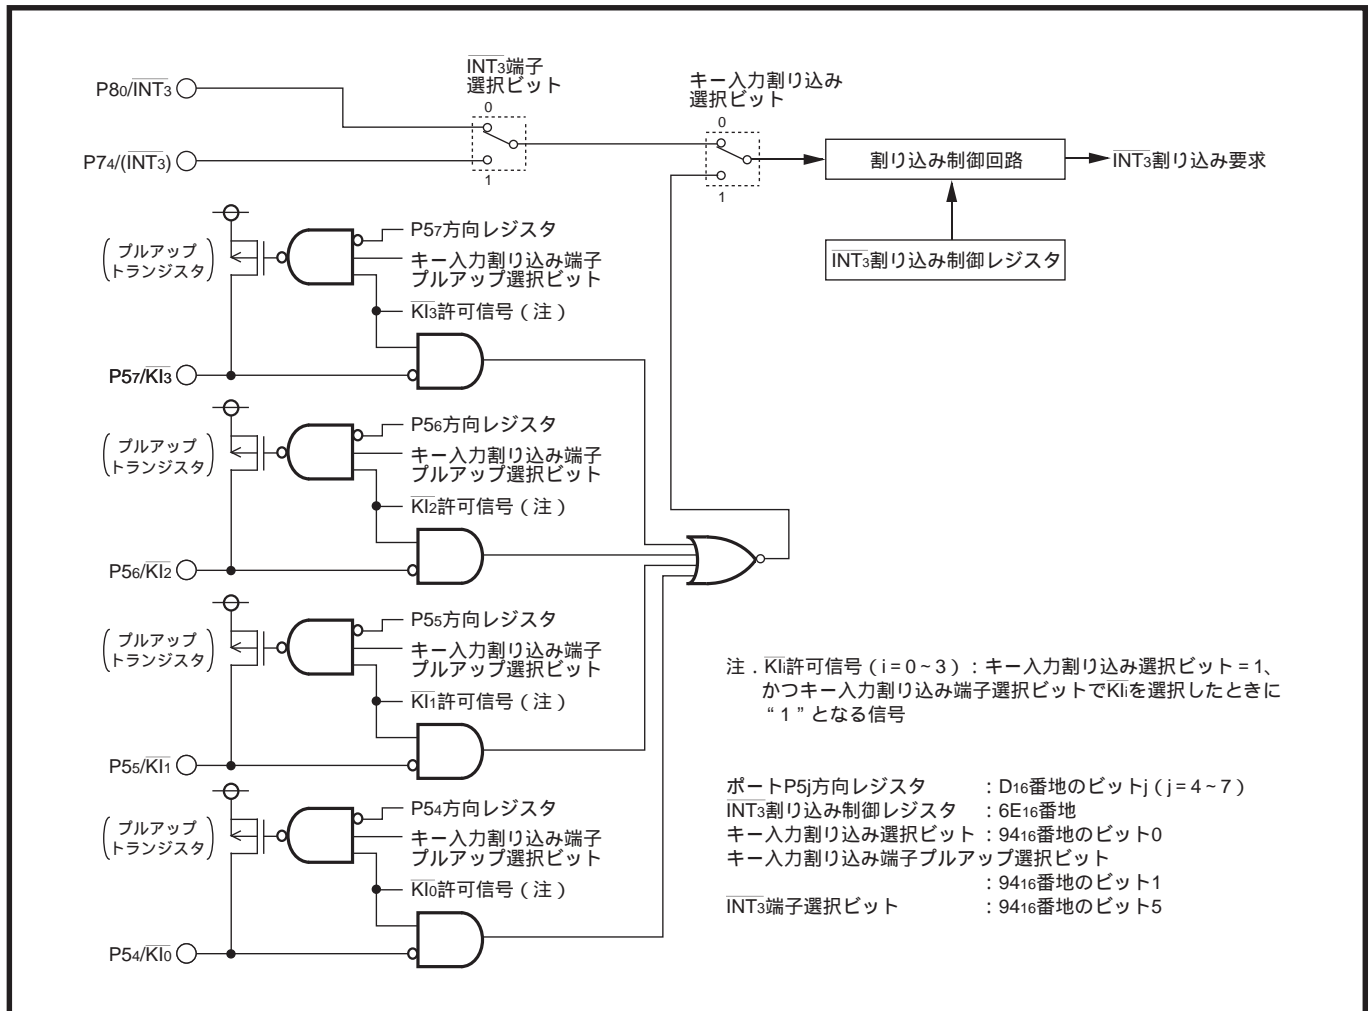 P80/INT3
INT3端子
選択ビット
0
1
キー入力割り込み
選択ビット
0
1
割り込み制御回路
INT3割り込み要求
P74/(INT3)
INT3割り込み制御レジスタ
(プルアップ
トランジスタ)
P57方向レジスタ
キー入力割り込み端子
プルアップ選択ビット
KI3許可信号(注)
P57/KI3
(プルアップ
トランジスタ)
P56方向レジスタ
キー入力割り込み端子
プルアップ選択ビット
KI2許可信号(注)
P56/KI2
(プルアップ
トランジスタ)
P55方向レジスタ
キー入力割り込み端子
プルアップ選択ビット
KI1許可信号(注)
P55/KI1
(プルアップ
トランジスタ)
P54方向レジスタ
キー入力割り込み端子
プルアップ選択ビット
KI0許可信号(注)
P54/KI0
注.KIi許可信号(i=0~3):キー入力割り込み選択ビット=1、
かつキー入力割り込み端子選択ビットでKIiを選択したときに
“1”となる信号
ポートP5j方向レジスタ :D16番地のビットj(j=4~7)
INT3割り込み制御レジスタ :6E16番地
キー入力割り込み選択ビット:9416番地のビット0
キー入力割り込み端子プルアップ選択ビット
:9416番地のビット1
INT3端子選択ビット :9416番地のビット5